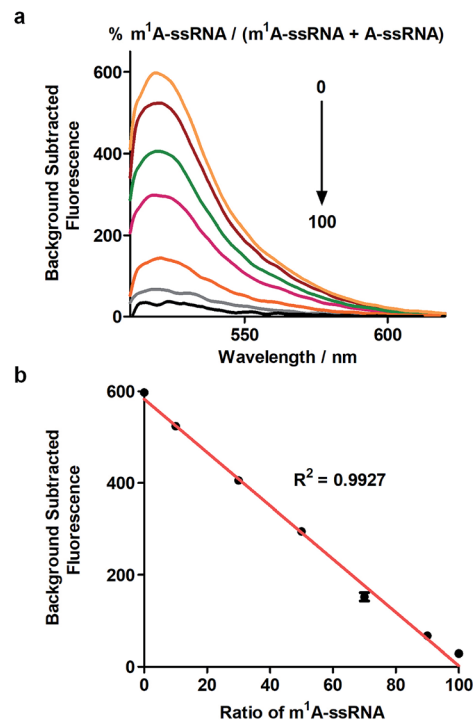 a
% m¹A-ssRNA / (m¹A-ssRNA + A-ssRNA)
600
400
200
0
Background Subtracted
Fluorescence
0
100
550
600
Wavelength / nm
b
600
400
200
0
Background Subtracted
Fluorescence
R² = 0.9927
0
20
40
60
80
100
Ratio of m¹A-ssRNA